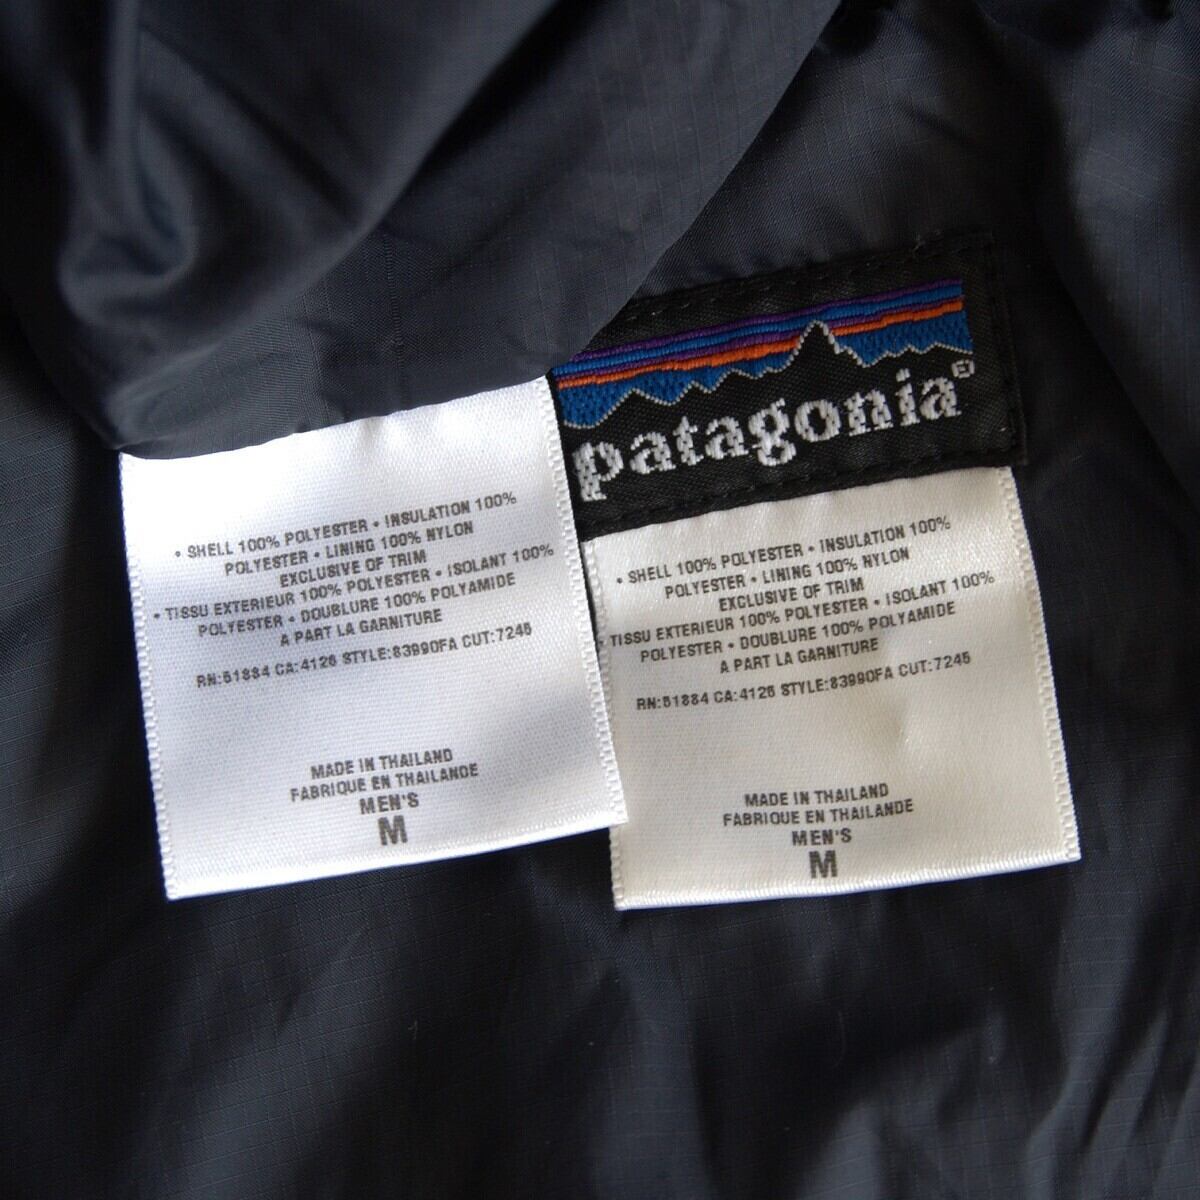 patagonia®
• SHELL 100% POLYESTER • INSULATION 100%
POLYESTER • LINING 100% NYLON
EXCLUSIVE OF TRIM
• TISSU EXTERIEUR 100% POLYESTER • ISOLANT 100%
POLYESTER • DOUBLURE 100% POLYAMIDE
A PART LA GARNITURE
RN:51884 CA:4126 STYLE:83990FA CUT:7245
MADE IN THAILAND
FABRIQUE EN THAILANDE
MEN'S
M
• SHELL 100% POLYESTER • INSULATION 100%
POLYESTER • LINING 100% NYLON
EXCLUSIVE OF TRIM
TISSU EXTERIEUR 100% POLYESTER • ISOLANT 100%
POLYESTER • DOUBLURE 100% POLYAMIDE
A PART LA GARNITURE
RN:51884 CA:4126 STYLE:83990FA CUT:7245
MADE IN THAILAND
FABRIQUE EN THAILANDE
MEN'S
M